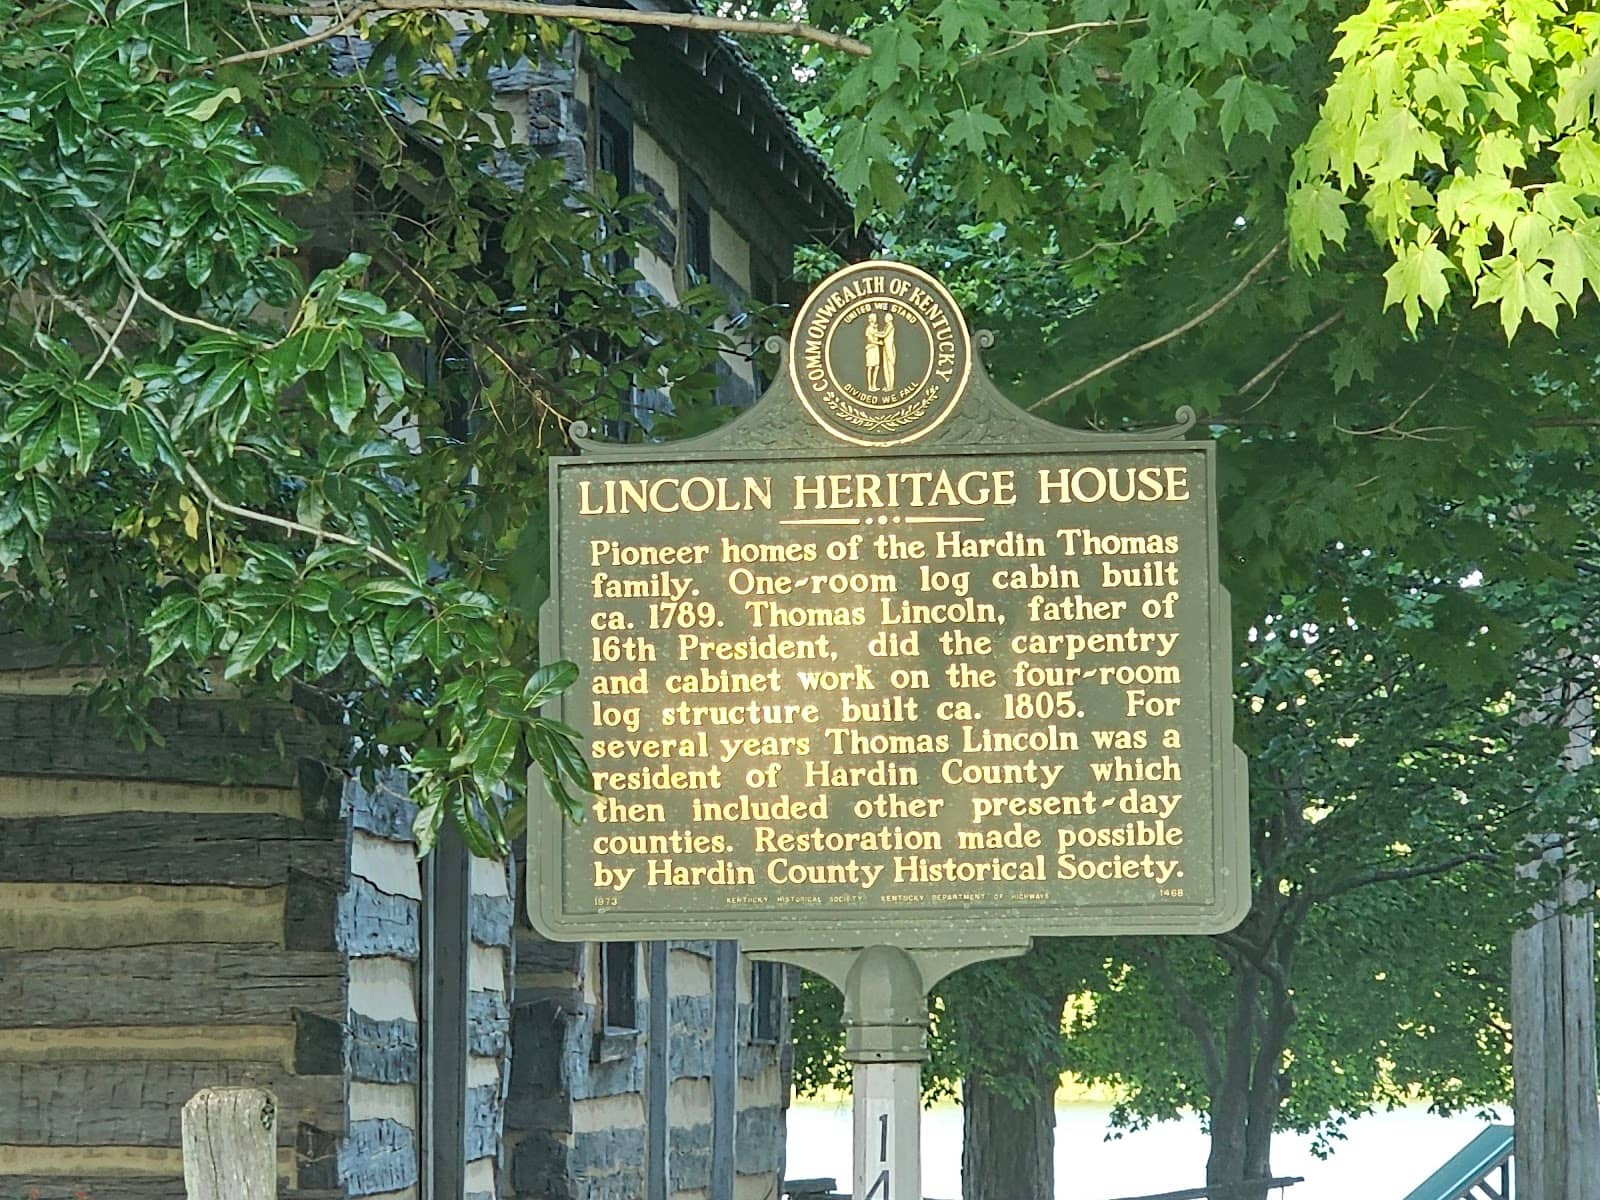 COMMONWEALTH OF KENTUCKY
UNITED WE STAND
DIVIDED WE FALL
LINCOLN HERITAGE HOUSE
Pioneer homes of the Hardin Thomas
family. One-room log cabin built
ca. 1789. Thomas Lincoln, father of
16th President, did the carpentry
and cabinet work on the four-room
log structure built ca. 1805. For
several years Thomas Lincoln was a
resident of Hardin County which
then included other present-day
counties. Restoration made possible
by Hardin County Historical Society.
1973 KENTUCKY HISTORICAL SOCIETY KENTUCKY DEPARTMENT OF HIGHWAYS 1468
1
4